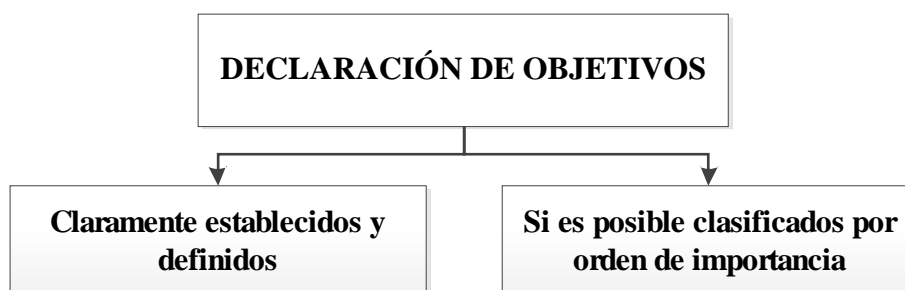 DECLARACIÓN DE OBJETIVOS
Claramente establecidos y
definidos
Si es posible clasificados por
orden de importancia